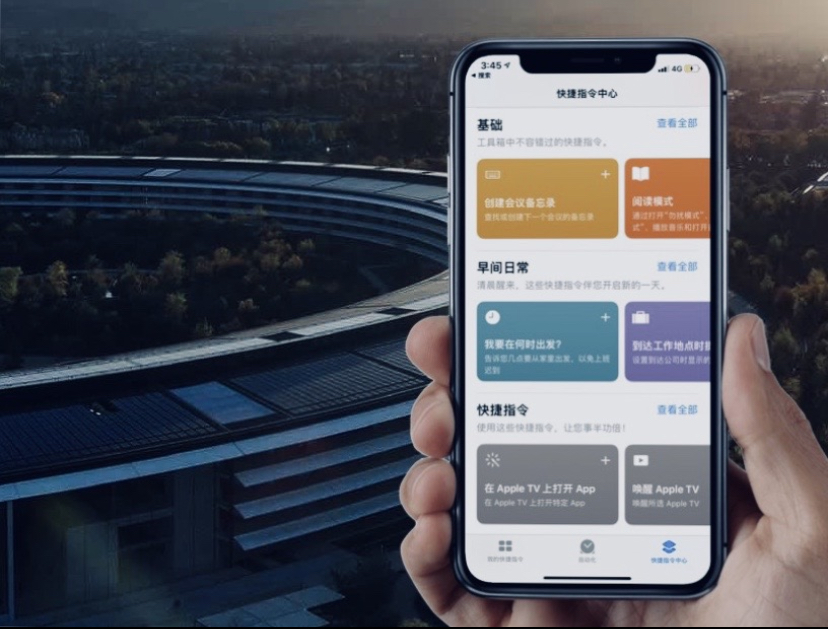 3:45
4G
搜索
快捷指令中心
基础
查看全部
工具箱中不容错过的快捷指令。
创建会议备忘录
查找或创建下一个会议的备忘录
阅读模式
通过打开“勿扰模式”、
式”、播放音乐和打开
早间日常
查看全部
清晨醒来，这些快捷指令伴您开启新的一天。
我要在何时出发？
告诉您几点要从家里出发，以免上班
迟到
到达工作地点时
设置到达公司时显示的
快捷指令
查看全部
使用这些快捷指令，让您事半功倍！
在 Apple TV 上打开 App
在 Apple TV 上打开特定 App
唤醒 Apple TV
唤醒所选 Apple TV
我的快捷指令
自动化
快捷指令中心